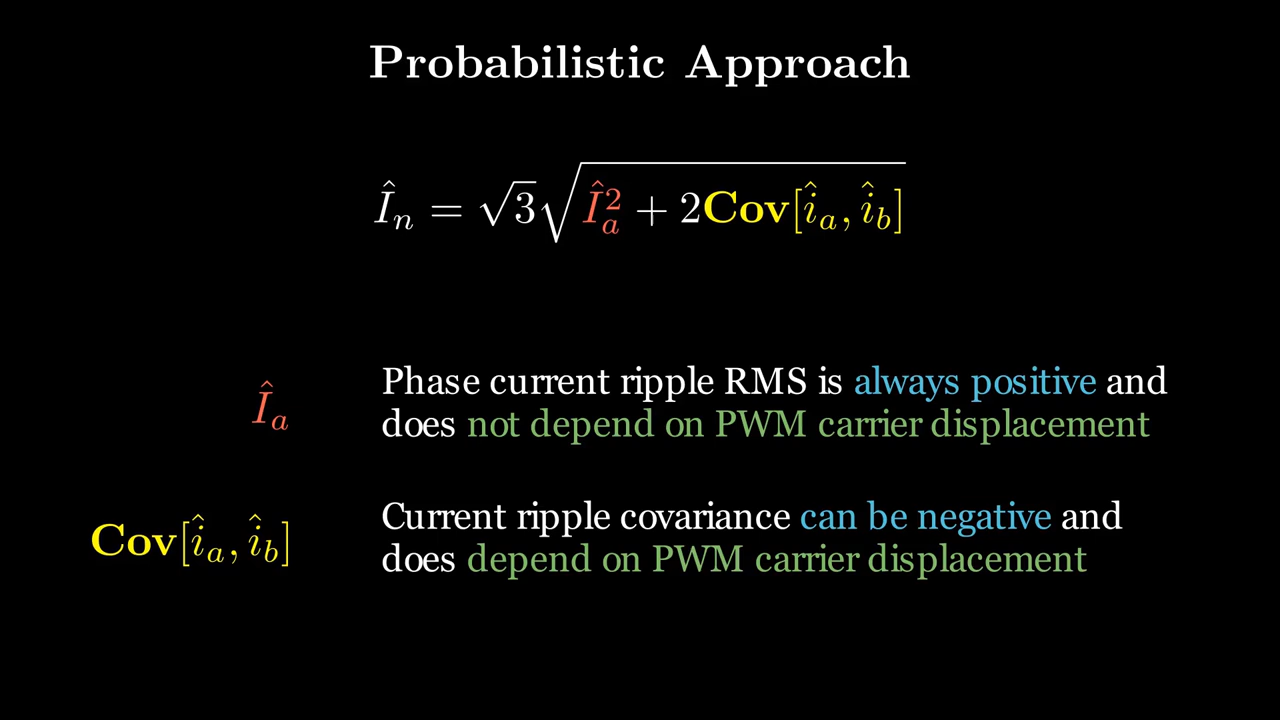 Probabilistic Approach
Î_n = √3√(Î_a^2 + 2Cov[î_a, î_b])
Î_a
Phase current ripple RMS is always positive and
does not depend on PWM carrier displacement
Cov[î_a, î_b]
Current ripple covariance can be negative and
does depend on PWM carrier displacement